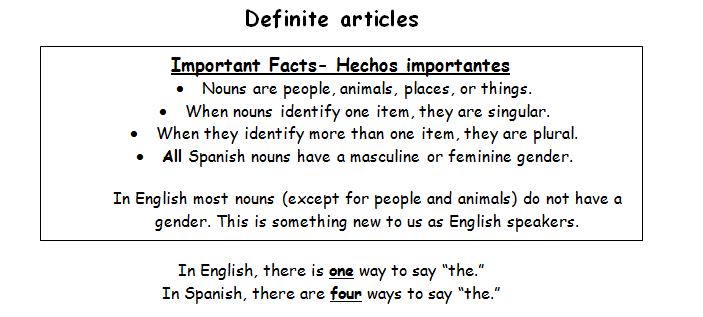 Definite articles
Important Facts- Hechos importantes
• Nouns are people, animals, places, or things.
• When nouns identify one item, they are singular.
• When they identify more than one item, they are plural.
• All Spanish nouns have a masculine or feminine gender.
In English most nouns (except for people and animals) do not have a
gender. This is something new to us as English speakers.
In English, there is one way to say “the.”
In Spanish, there are four ways to say “the.”